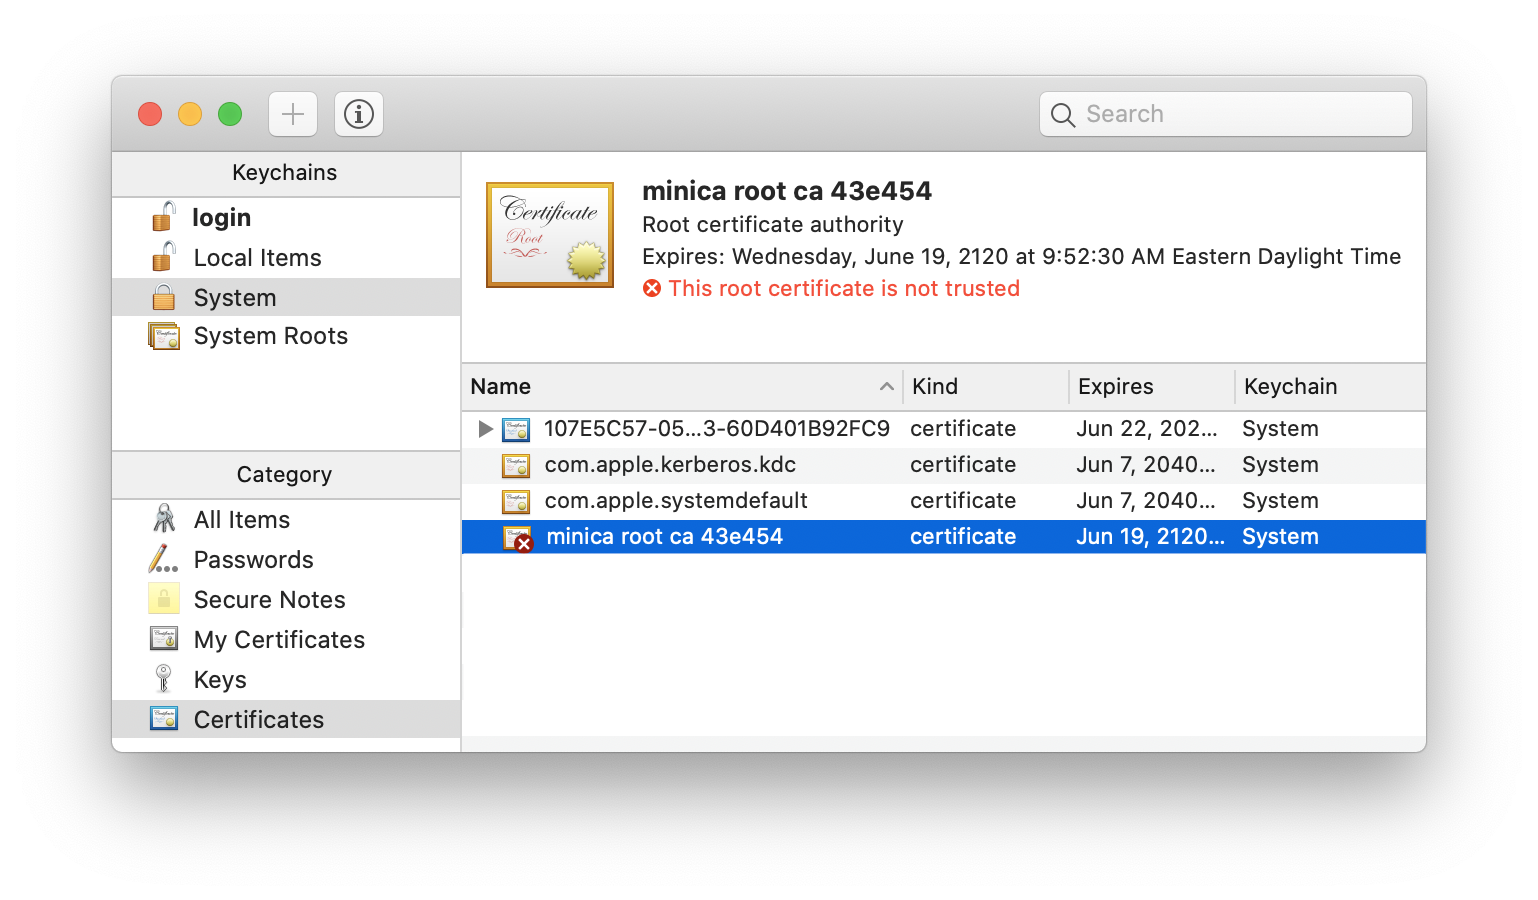 Search
Keychains
login
Local Items
System
System Roots
Category
All Items
Passwords
Secure Notes
My Certificates
Keys
Certificates
Certificate
Root
minica root ca 43e454
Root certificate authority
Expires: Wednesday, June 19, 2120 at 9:52:30 AM Eastern Daylight Time
This root certificate is not trusted
Name Kind Expires Keychain
107E5C57-05...3-60D401B92FC9 certificate Jun 22, 202... System
com.apple.kerberos.kdc certificate Jun 7, 2040... System
com.apple.systemdefault certificate Jun 7, 2040... System
minica root ca 43e454 certificate Jun 19, 2120... System